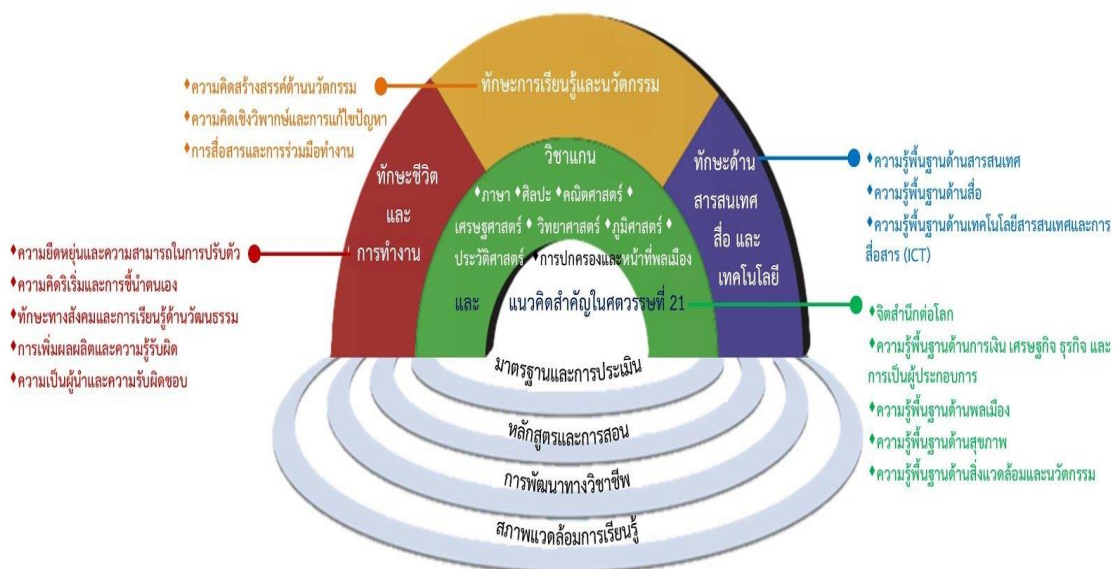 ทักษะการเรียนรู้และนวัตกรรม
◆ความคิดสร้างสรรค์ด้านนวัตกรรม
◆ความคิดเชิงวิพากษ์และการแก้ไขปัญหา
◆การสื่อสารและการร่วมมือทำงาน
ทักษะชีวิต
และ
การทำงาน
◆ความยืดหยุ่นและความสามารถในการปรับตัว
◆ความคิดริเริ่มและการชี้นำตนเอง
◆ทักษะทางสังคมและการเรียนรู้ด้านวัฒนธรรม
◆การเพิ่มผลผลิตและความรู้รับผิด
◆ความเป็นผู้นำและความรับผิดชอบ
วิชาแกน
◆ภาษา ◆ศิลปะ ◆คณิตศาสตร์ ◆
เศรษฐศาสตร์ ◆ วิทยาศาสตร์ ◆ภูมิศาสตร์ ◆
ประวัติศาสตร์ ◆การปกครองและหน้าที่พลเมือง
และ แนวคิดสำคัญในศตวรรษที่ 21
ทักษะด้าน
สารสนเทศ
สื่อ และ
เทคโนโลยี
◆ความรู้พื้นฐานด้านสารสนเทศ
◆ความรู้พื้นฐานด้านสื่อ
◆ความรู้พื้นฐานด้านเทคโนโลยีสารสนเทศและการ
สื่อสาร (ICT)
◆จิตสำนึกต่อโลก
◆ความรู้พื้นฐานด้านการเงิน เศรษฐกิจ ธุรกิจ และ
การเป็นผู้ประกอบการ
◆ความรู้พื้นฐานด้านพลเมือง
◆ความรู้พื้นฐานด้านสุขภาพ
◆ความรู้พื้นฐานด้านสิ่งแวดล้อมและนวัตกรรม
มาตรฐานและการประเมิน
หลักสูตรและการสอน
การพัฒนาทางวิชาชีพ
สภาพแวดล้อมการเรียนรู้